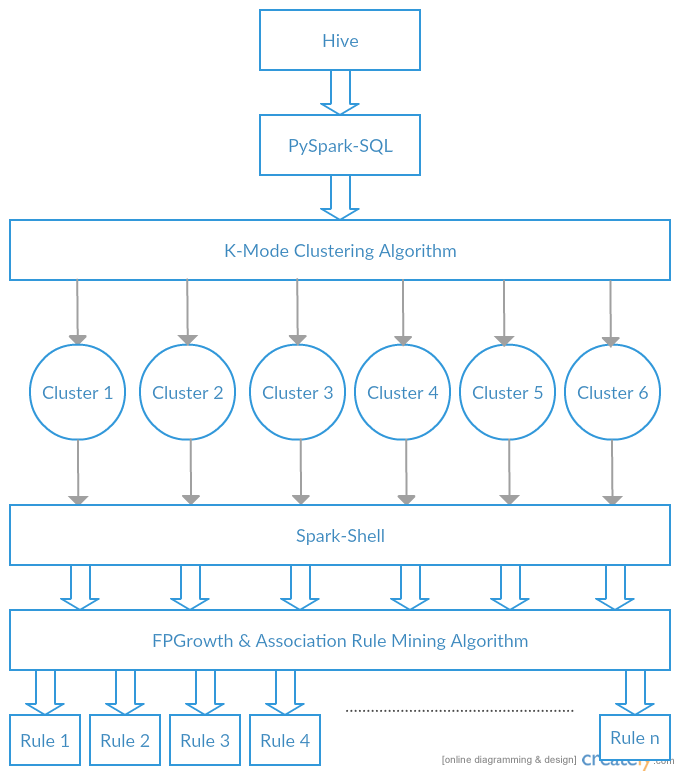 Hive
PySpark-SQL
K-Mode Clustering Algorithm
Cluster 1 Cluster 2 Cluster 3 Cluster 4 Cluster 5 Cluster 6
Spark-Shell
FPGrowth & Association Rule Mining Algorithm
Rule 1 Rule 2 Rule 3 Rule 4 Rule n
[online diagramming & design] creately.com